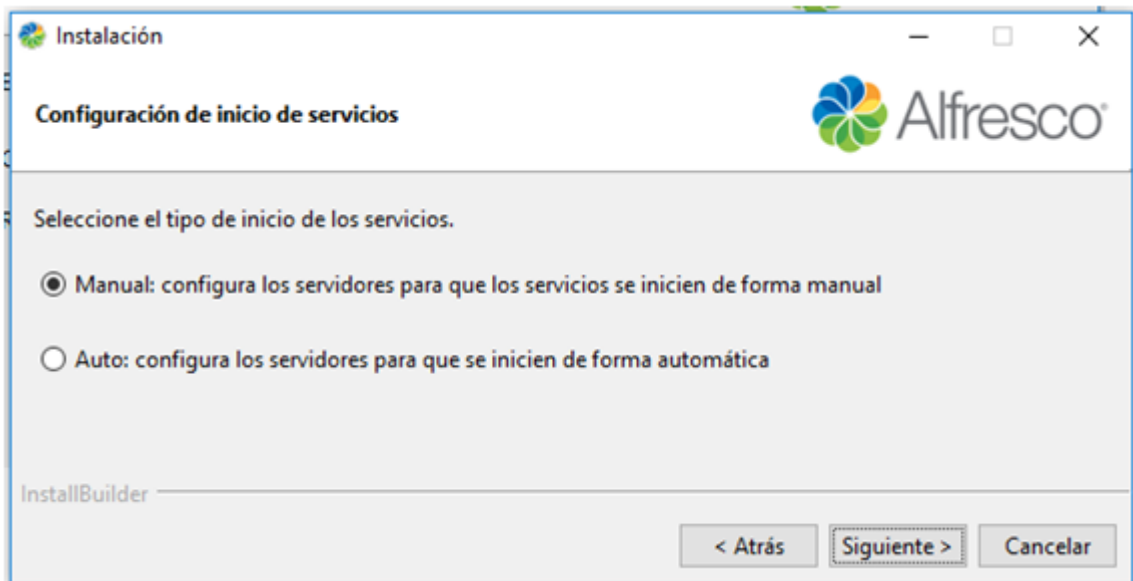 Instalación
Configuración de inicio de servicios
Alfresco
Seleccione el tipo de inicio de los servicios.
Manual: configura los servidores para que los servicios se inicien de forma manual
Auto: configura los servidores para que se inicien de forma automática
InstallBuilder
< Atrás
Siguiente >
Cancelar